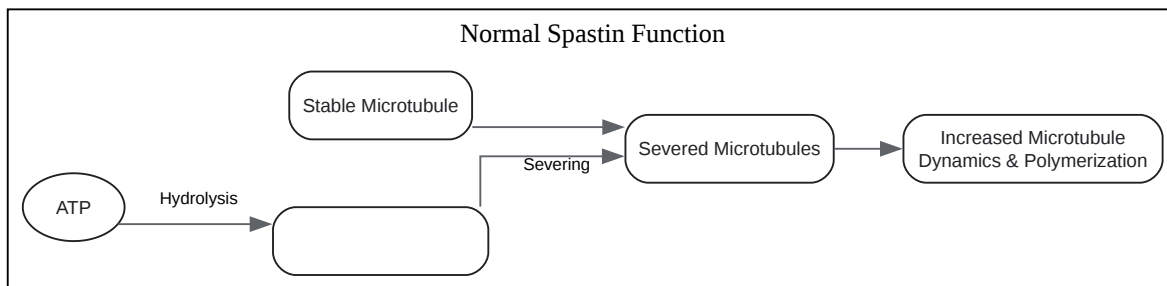 Normal Spastin Function
Stable Microtubule
Severed Microtubules
Increased Microtubule
Dynamics & Polymerization
Severing
Hydrolysis
ATP